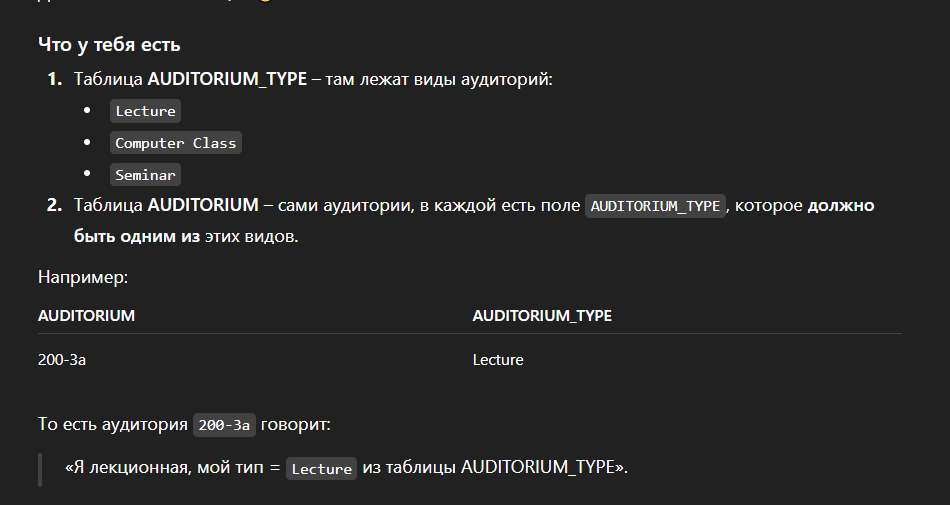 Что у тебя есть
1. Таблица AUDITORIUM_TYPE – там лежат виды аудиторий:
• Lecture
• Computer Class
• Seminar
2. Таблица AUDITORIUM – сами аудитории, в каждой есть поле AUDITORIUM_TYPE, которое должно
быть одним из этих видов.
Например:
AUDITORIUM AUDITORIUM_TYPE
200-3а Lecture
То есть аудитория 200-3а говорит:
«Я лекционная, мой тип = Lecture из таблицы AUDITORIUM_TYPE».